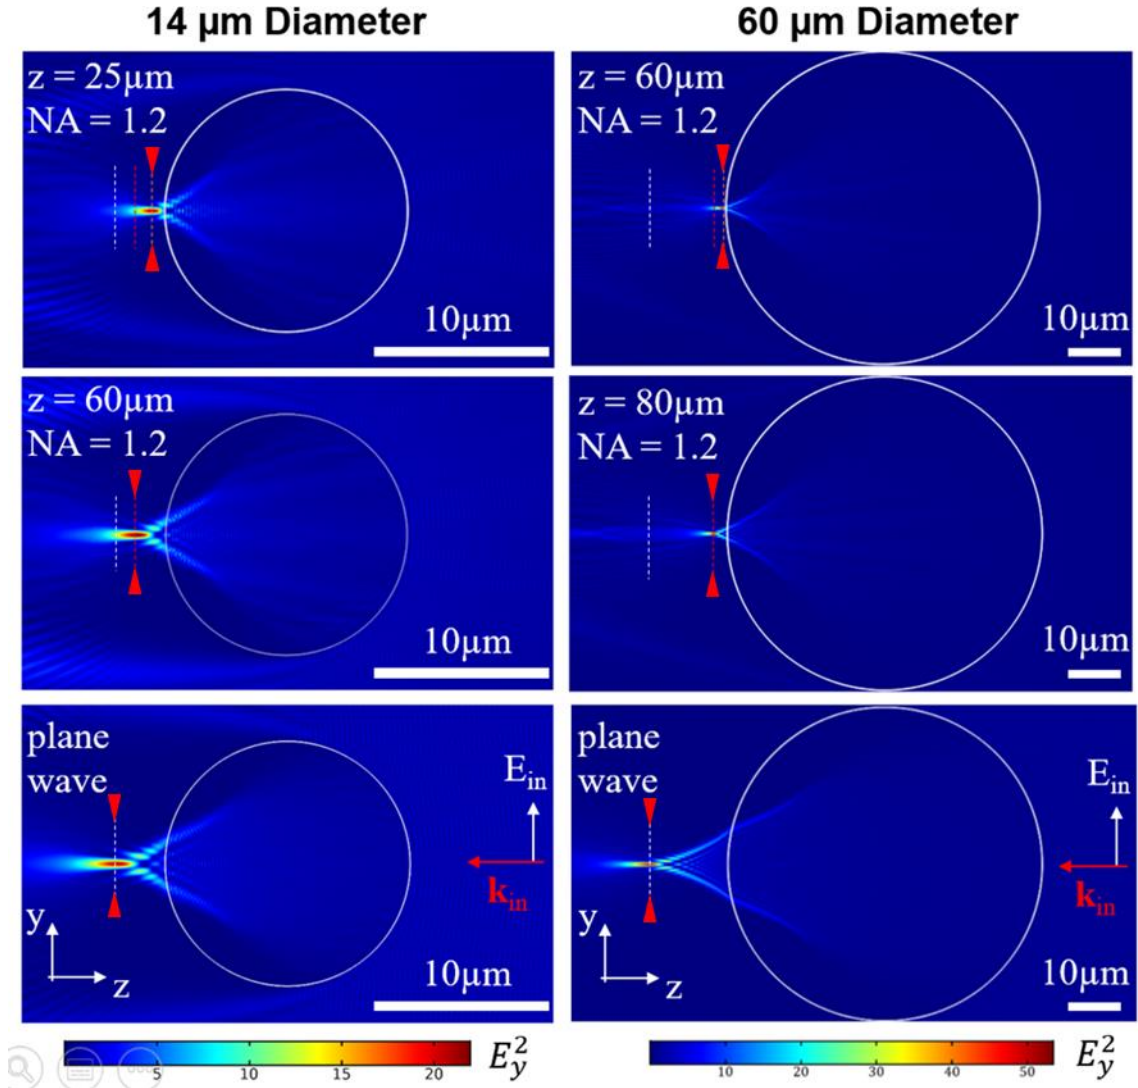 14 µm Diameter
60 µm Diameter
z = 25µm
NA = 1.2
10µm
z = 60µm
NA = 1.2
10µm
z = 60µm
NA = 1.2
10µm
z = 80µm
NA = 1.2
10µm
plane
wave
E_in
k_in
y
z
10µm
plane
wave
E_in
k_in
y
z
10µm
5 10 15 20 E_y^2
10 20 30 40 50 E_y^2